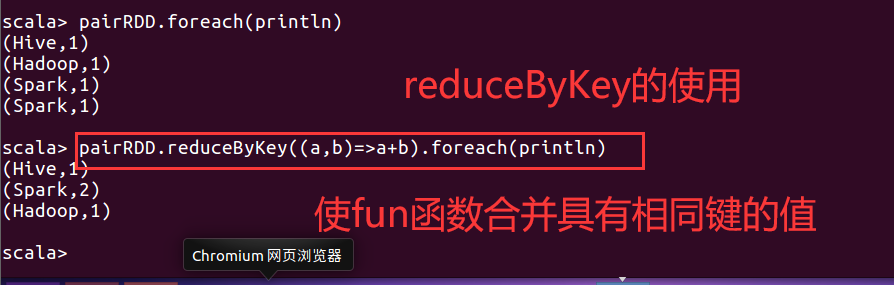 scala> pairRDD.foreach(println)
(Hive,1)
(Hadoop,1)
(Spark,1)
(Spark,1)
reduceByKey的使用
scala> pairRDD.reduceByKey((a,b)=>a+b).foreach(println)
(Hive,1)
(Spark,2)
(Hadoop,1)
使fun函数合并具有相同键的值
scala>
Chromium 网页浏览器